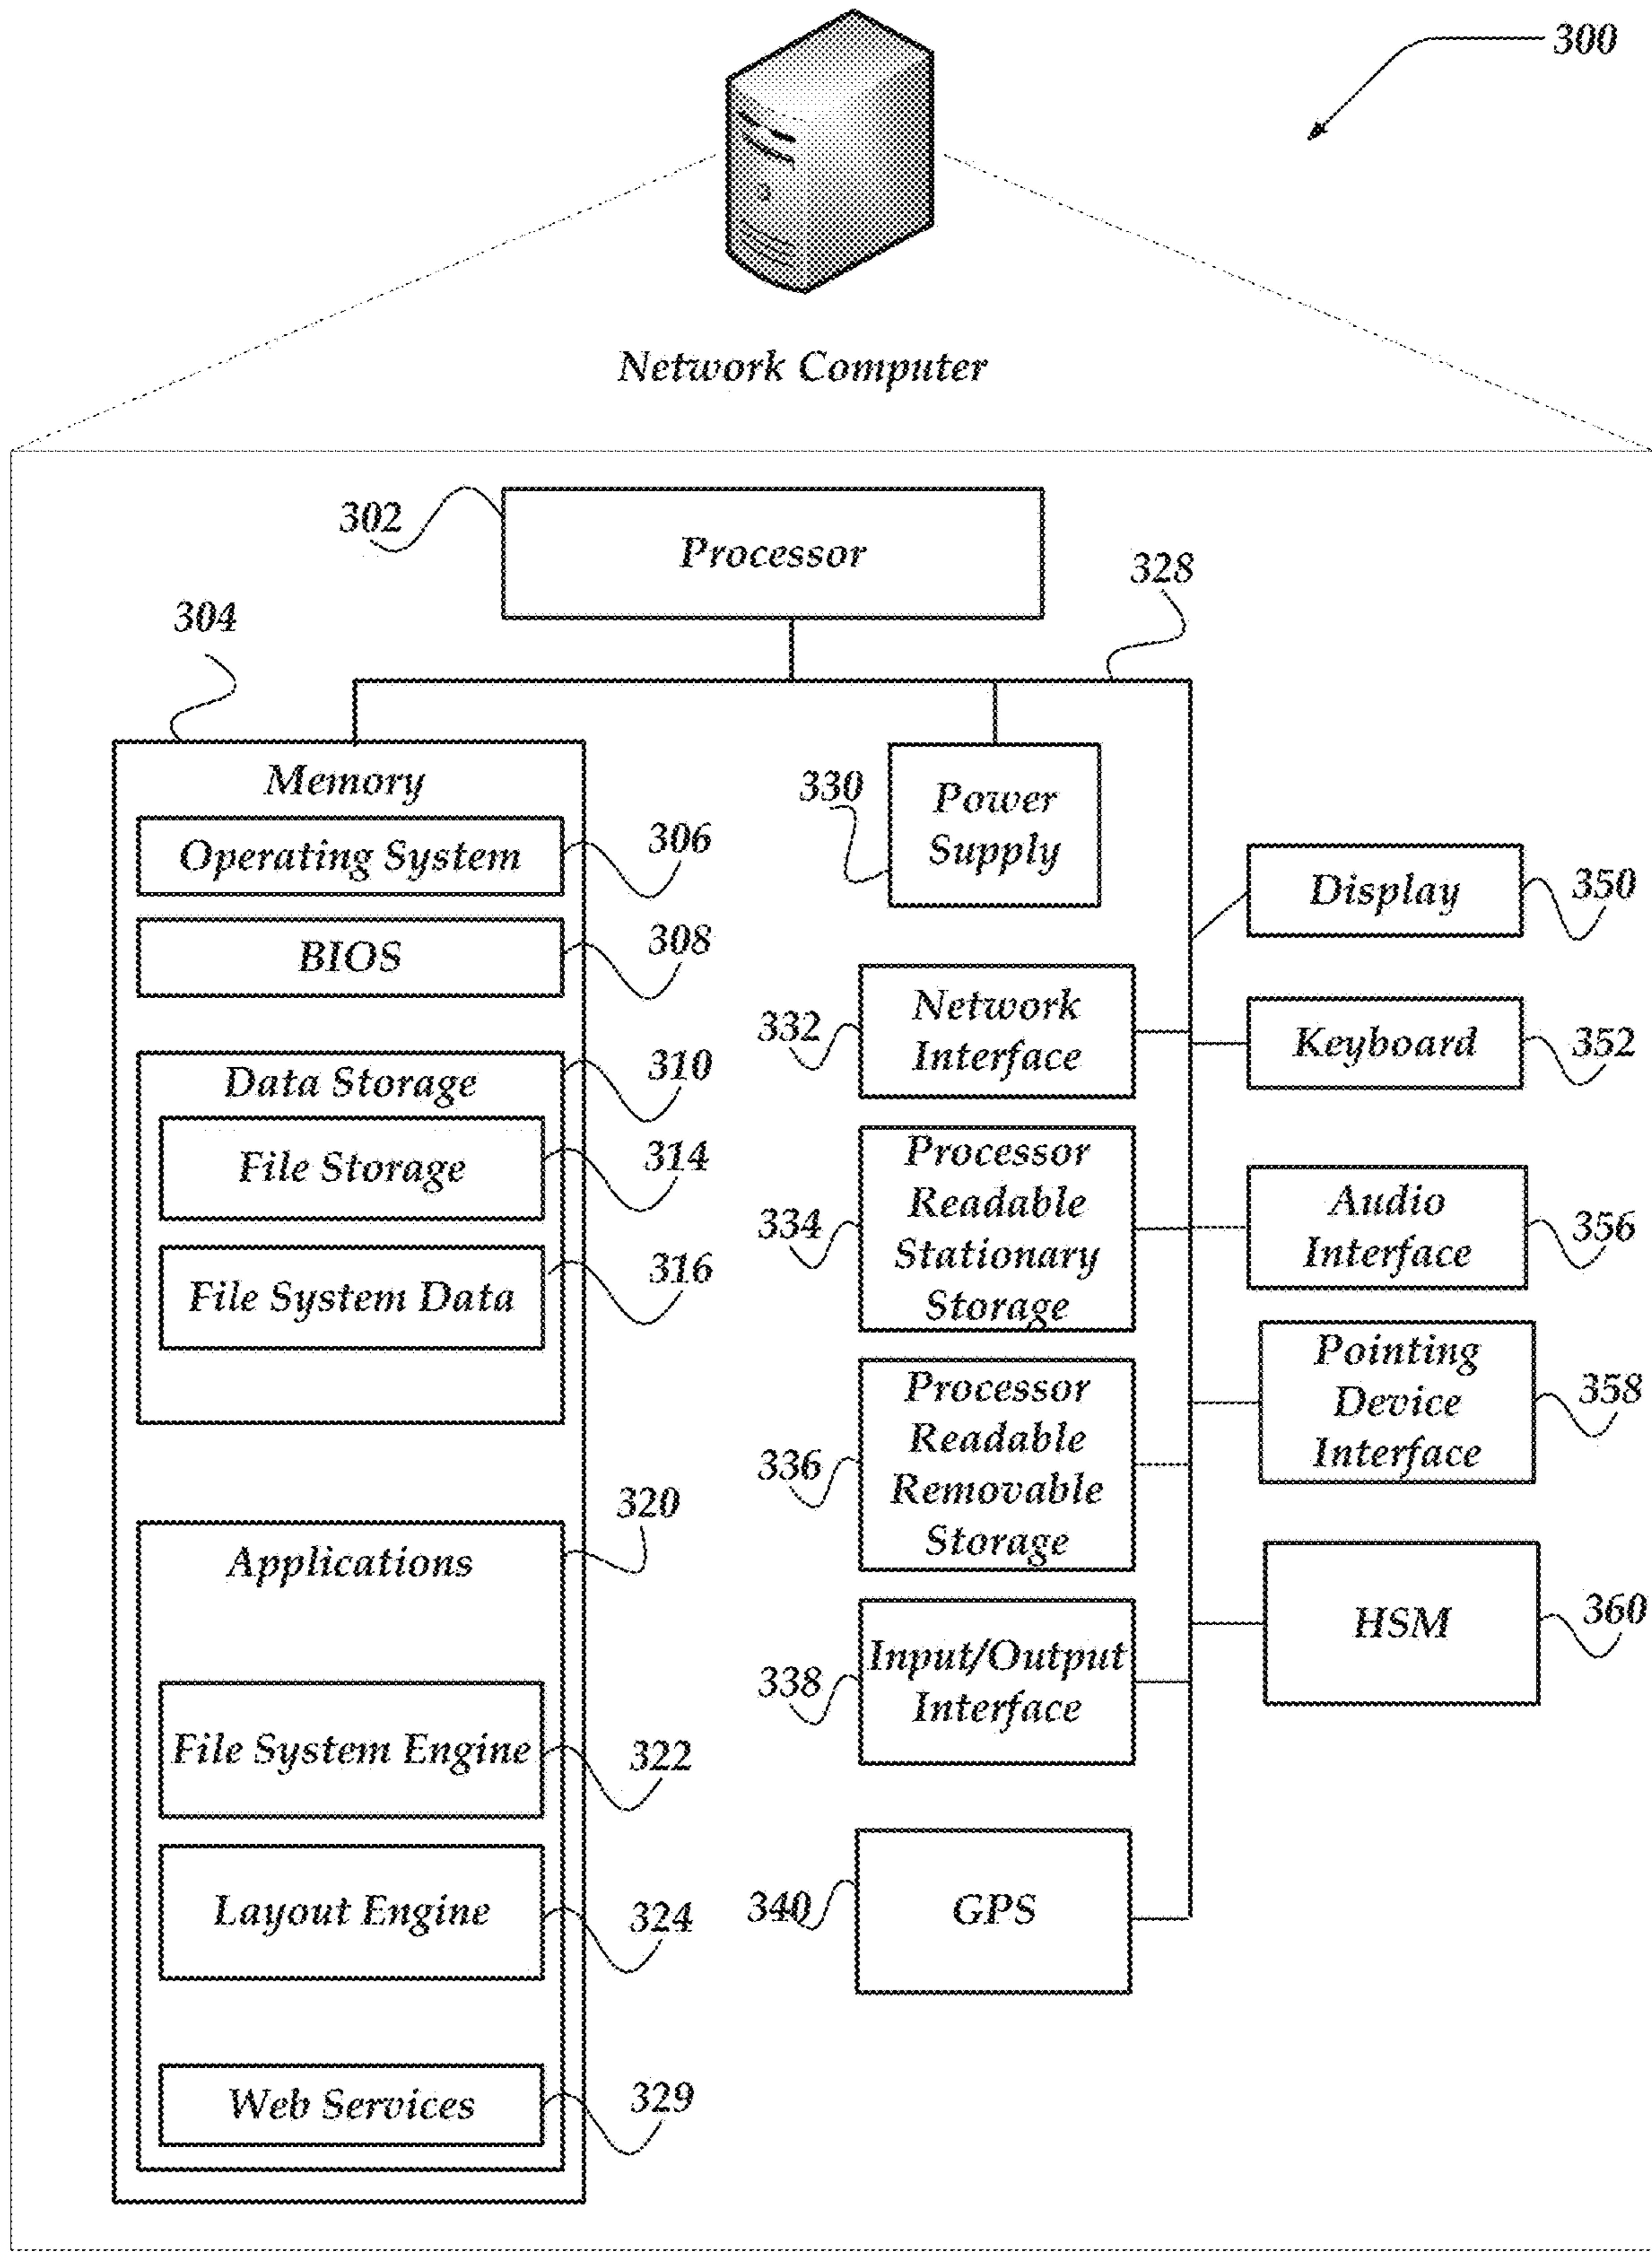 300
Network Computer
302
Processor
328
304
Memory
Operating System
306
BIOS
308
Data Storage
310
File Storage
314
File System Data
316
Applications
320
File System Engine
322
Layout Engine
324
Web Services
329
330
Power
Supply
332
Network
Interface
334
Processor
Readable
Stationary
Storage
336
Processor
Readable
Removable
Storage
338
Input/Output
Interface
340
GPS
Display
350
Keyboard
352
Audio
Interface
356
Pointing
Device
Interface
358
HSM
360